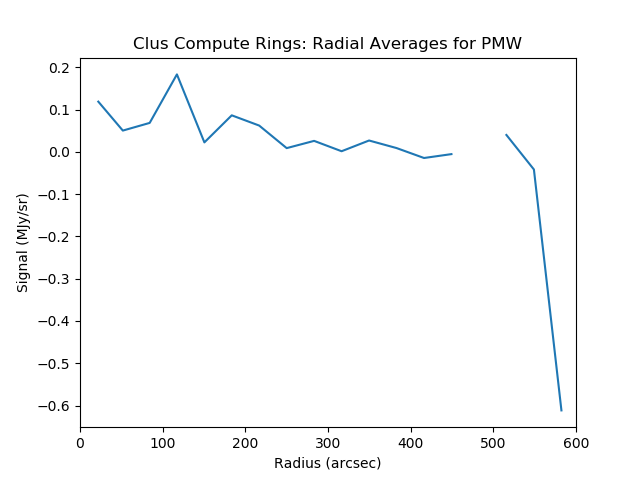 Clus Compute Rings: Radial Averages for PMW
0.2
0.1
0.0
−0.1
−0.2
−0.3
−0.4
−0.5
−0.6
Signal (MJy/sr)
0 100 200 300 400 500 600
Radius (arcsec)